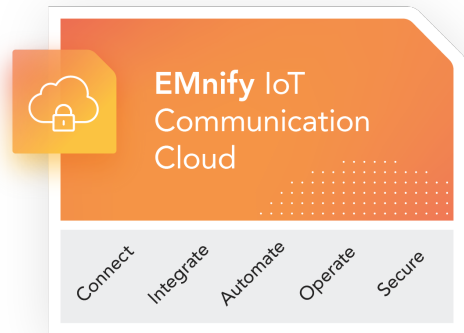 EMnify IoT
Communication
Cloud
Connect
Integrate
Automate
Operate
Secure